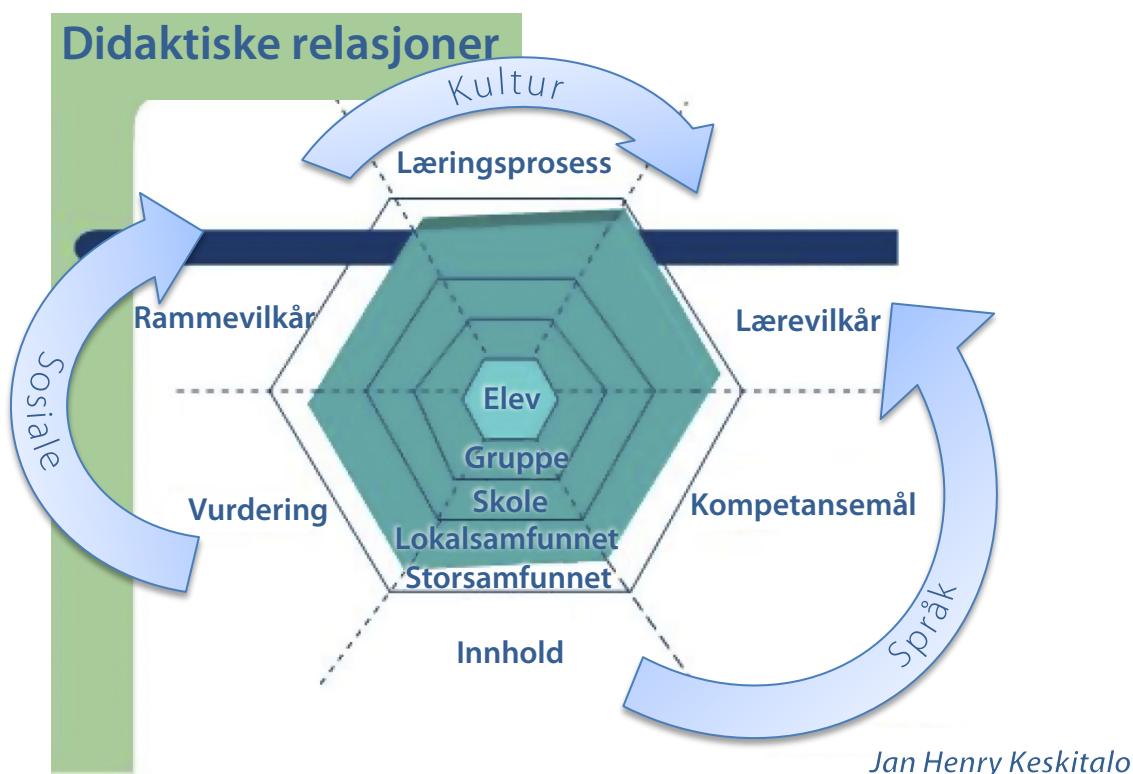 Didaktiske relasjoner
Kultur
Læringsprosess
Rammevilkår
Lærevilkår
Sosiale
Elev
Gruppe
Skole
Vurdering
Kompetansemål
Lokalsamfunnet
Storsamfunnet
Språk
Innhold
Jan Henry Keskitalo